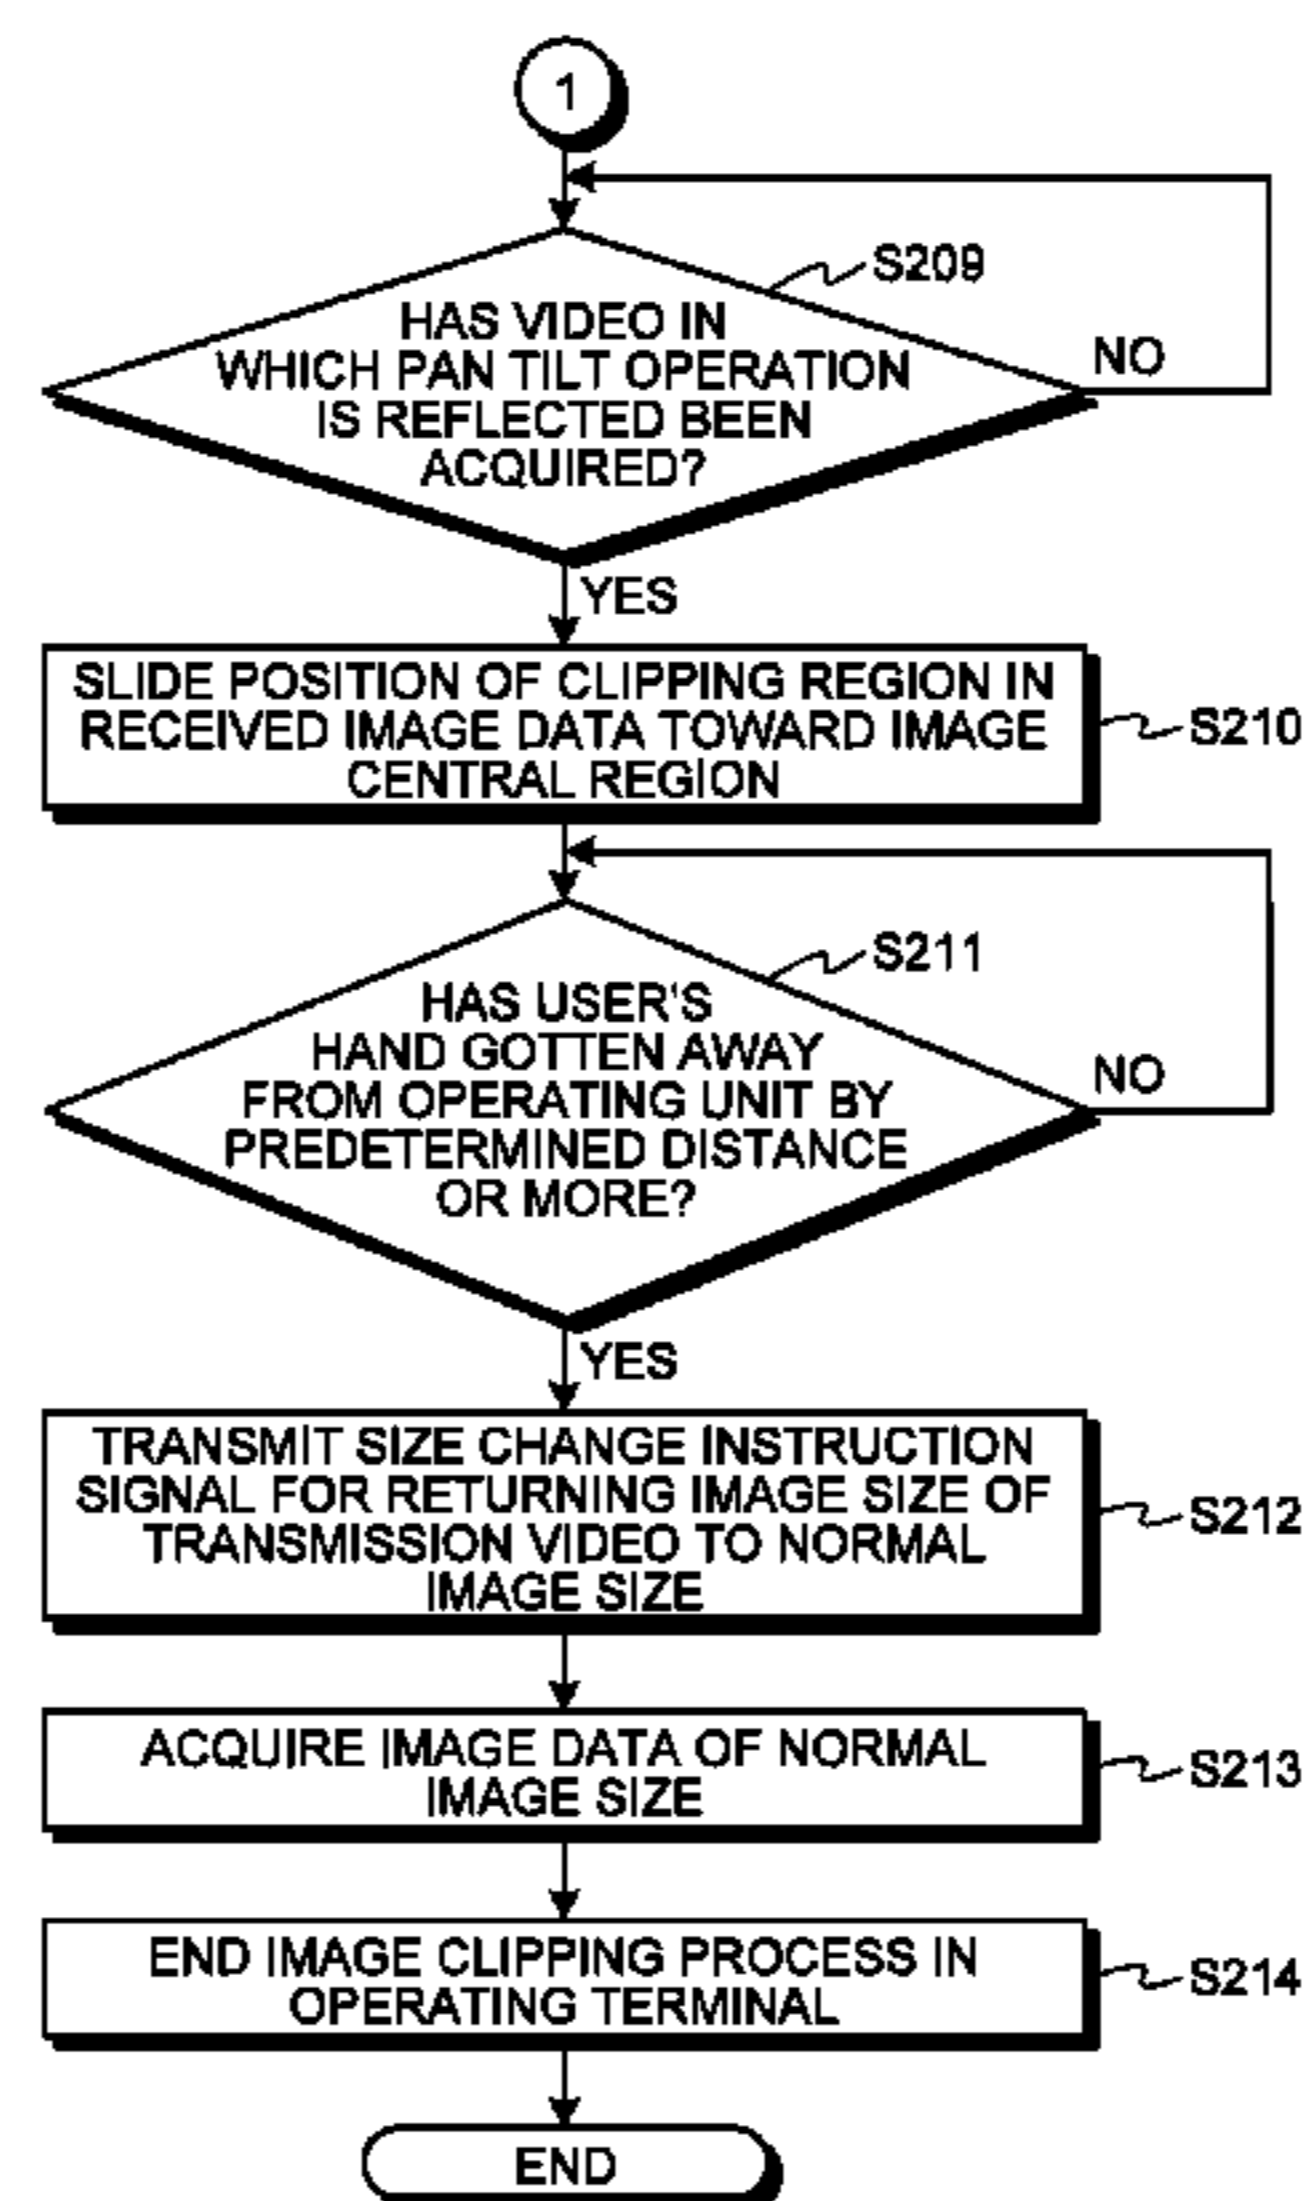 1
S209
HAS VIDEO IN
WHICH PAN TILT OPERATION
IS REFLECTED BEEN
ACQUIRED?
NO
YES
SLIDE POSITION OF CLIPPING REGION IN
RECEIVED IMAGE DATA TOWARD IMAGE
CENTRAL REGION
S210
S211
HAS USER'S
HAND GOTTEN AWAY
FROM OPERATING UNIT BY
PREDETERMINED DISTANCE
OR MORE?
NO
YES
TRANSMIT SIZE CHANGE INSTRUCTION
SIGNAL FOR RETURNING IMAGE SIZE OF
TRANSMISSION VIDEO TO NORMAL
IMAGE SIZE
S212
ACQUIRE IMAGE DATA OF NORMAL
IMAGE SIZE
S213
END IMAGE CLIPPING PROCESS IN
OPERATING TERMINAL
S214
END